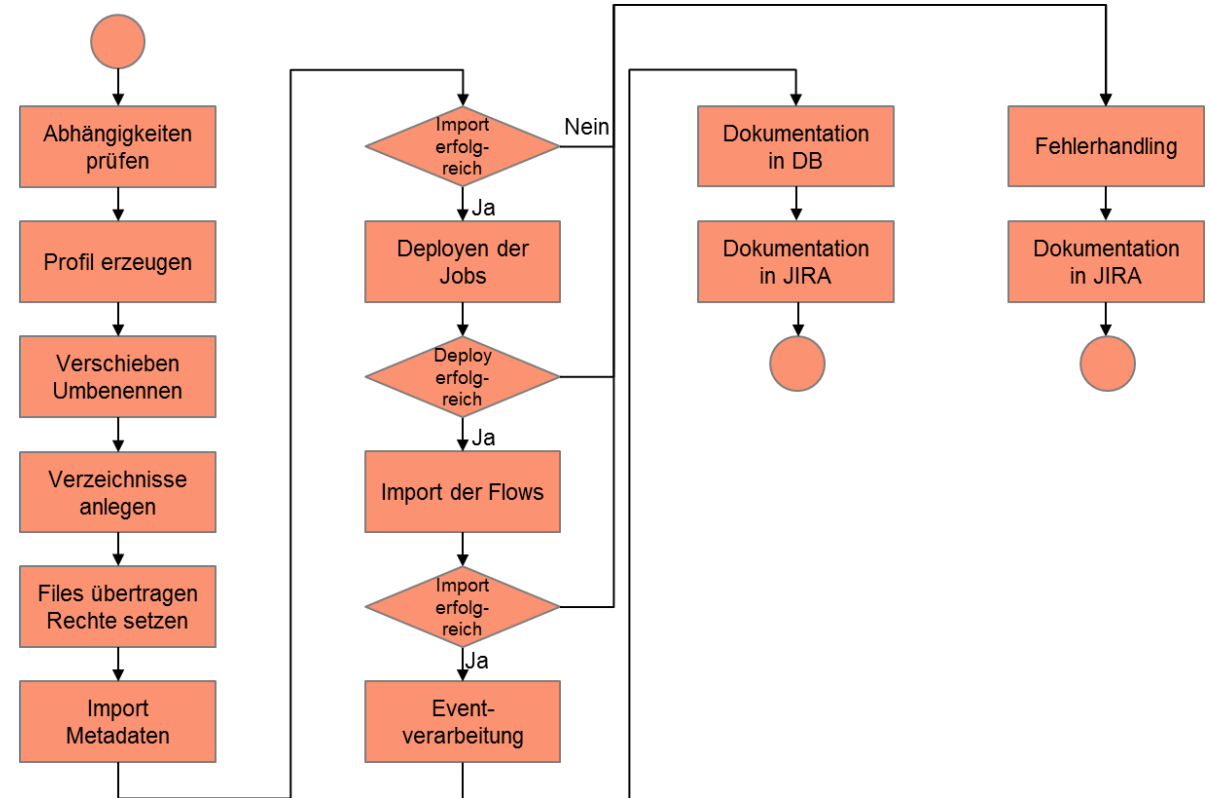 Abhängigkeiten
prüfen
Profil erzeugen
Verschieben
Umbenennen
Verzeichnisse
anlegen
Files übertragen
Rechte setzen
Import
Metadaten
Import
erfolg-
reich
Nein
Ja
Deployen der
Jobs
Deploy
erfolg-
reich
Ja
Import der Flows
Import
erfolg-
reich
Ja
Event-
verarbeitung
Dokumentation
in DB
Dokumentation
in JIRA
Fehlerhandling
Dokumentation
in JIRA